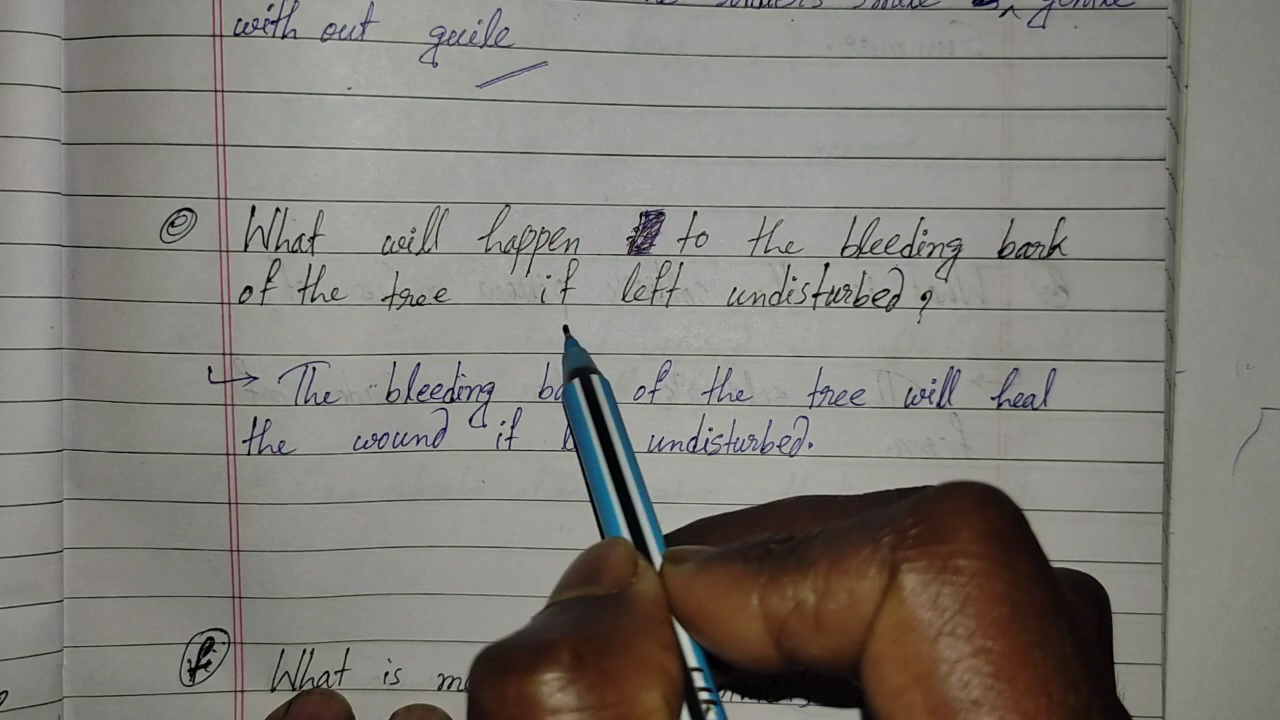 with out guile
(e) What will happen to the bleeding bark
of the tree if left undisturbed?
↳ The bleeding of the tree will heal
the wound if undisturbed.
(f) What is